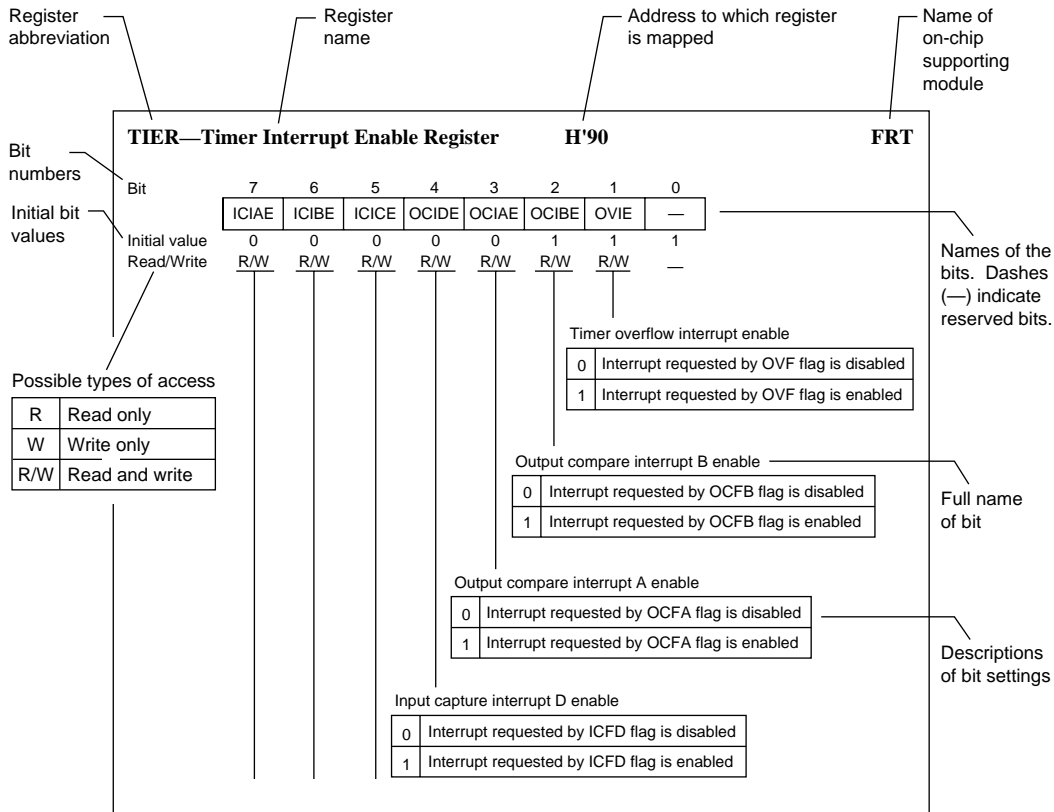 Register
abbreviation
Register
name
Address to which register
is mapped
Name of
on-chip
supporting
module
TIER—Timer Interrupt Enable Register H'90 FRT
Bit
numbers
Bit 7 6 5 4 3 2 1 0
ICIAE ICIBE ICICE OCIDE OCIAE OCIBE OVIE —
Initial bit
values
Initial value 0 0 0 0 0 1 1 1
Read/Write R/W R/W R/W R/W R/W R/W R/W —
Names of the
bits. Dashes
(—) indicate
reserved bits.
Timer overflow interrupt enable
0 Interrupt requested by OVF flag is disabled
1 Interrupt requested by OVF flag is enabled
Possible types of access
R Read only
W Write only
R/W Read and write
Output compare interrupt B enable
0 Interrupt requested by OCFB flag is disabled
1 Interrupt requested by OCFB flag is enabled
Full name
of bit
Output compare interrupt A enable
0 Interrupt requested by OCFA flag is disabled
1 Interrupt requested by OCFA flag is enabled
Descriptions
of bit settings
Input capture interrupt D enable
0 Interrupt requested by ICFD flag is disabled
1 Interrupt requested by ICFD flag is enabled